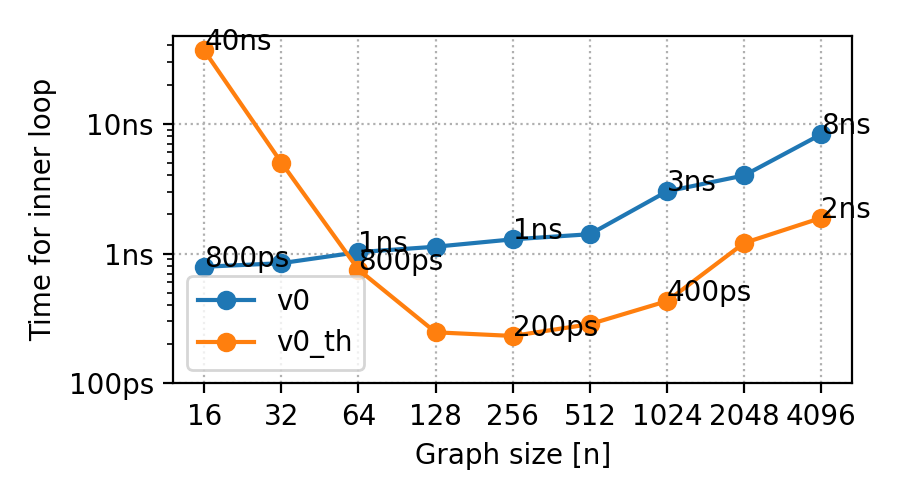 40ns
10ns
8ns
3ns
2ns
1ns
1ns
1ns
800ps
800ps
400ps
200ps
100ps
Time for inner loop
v0
v0_th
16 32 64 128 256 512 1024 2048 4096
Graph size [n]